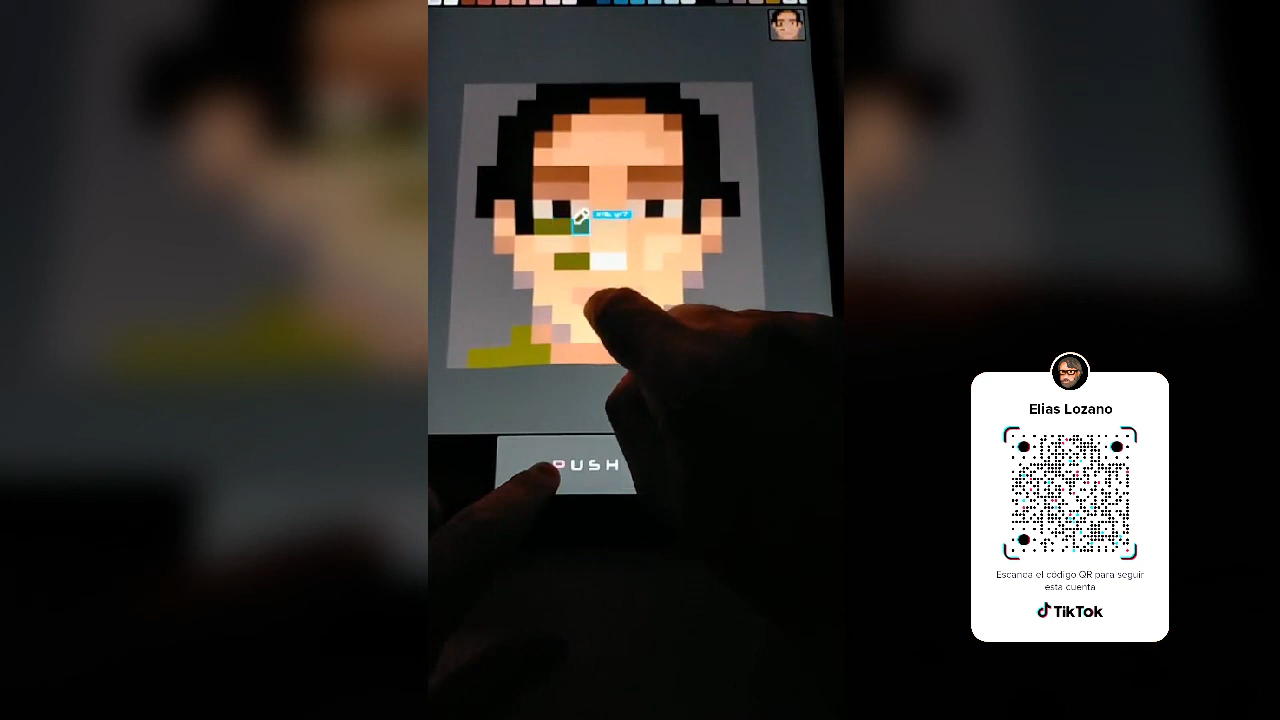 PUSH
Elias Lozano
Escanea el código QR para seguir
esta cuenta
TikTok